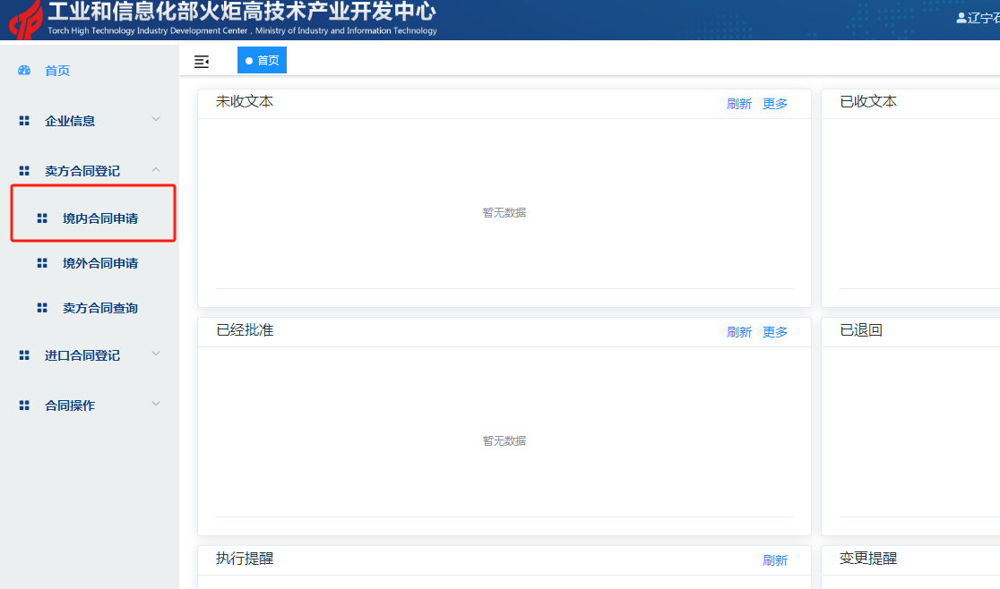 工业和信息化部火炬高技术产业开发中心
Torch High Technology Industry Development Center , Ministry of Industry and Information Technology
辽宁石
首页
首页
企业信息
卖方合同登记
境内合同申请
境外合同申请
卖方合同查询
进口合同登记
合同操作
未收文本
刷新 更多
已收文本
暂无数据
已经批准
刷新 更多
已退回
暂无数据
执行提醒
刷新
变更提醒